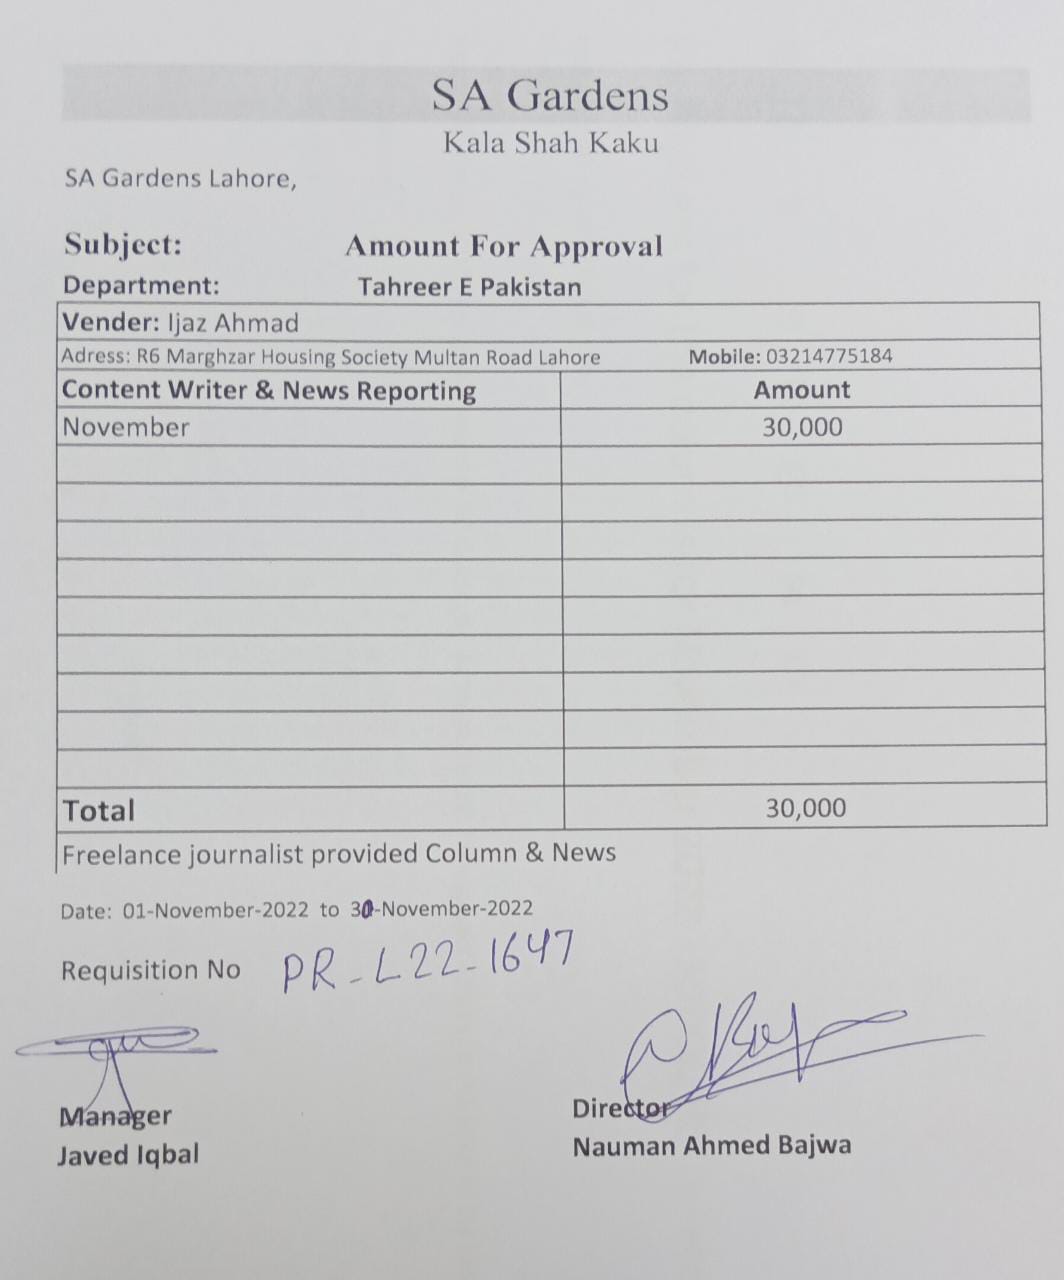 SA Gardens
Kala Shah Kaku
SA Gardens Lahore,
Subject: Amount For Approval
Department: Tahreer E Pakistan
Vender: Ijaz Ahmad
Adress: R6 Marghzar Housing Society Multan Road Lahore Mobile: 03214775184
Content Writer & News Reporting Amount
November 30,000
Total 30,000
Freelance journalist provided Column & News
Date: 01-November-2022 to 30-November-2022
Requisition No PR-L22-1647
Manager Director
Javed Iqbal Nauman Ahmed Bajwa